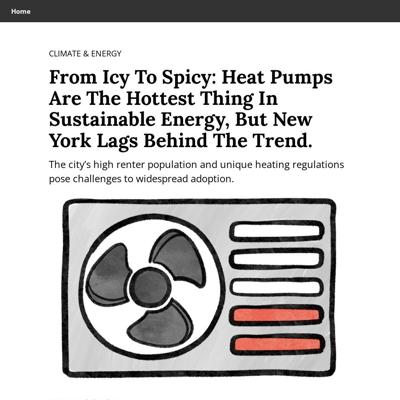 Home
CLIMATE & ENERGY
From Icy To Spicy: Heat Pumps
Are The Hottest Thing In
Sustainable Energy, But New
York Lags Behind The Trend.
The city’s high renter population and unique heating regulations
pose challenges to widespread adoption.